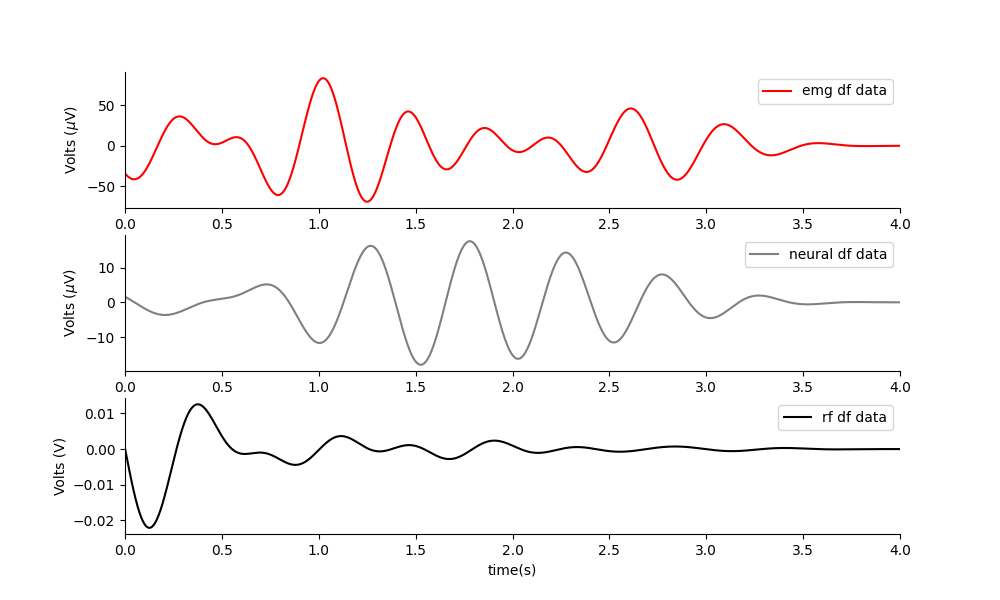 Volts (μV)
50
0
−50
emg df data
0.0 0.5 1.0 1.5 2.0 2.5 3.0 3.5 4.0
Volts (μV)
10
0
−10
neural df data
0.0 0.5 1.0 1.5 2.0 2.5 3.0 3.5 4.0
Volts (V)
0.01
0.00
−0.01
−0.02
rf df data
0.0 0.5 1.0 1.5 2.0 2.5 3.0 3.5 4.0
time(s)